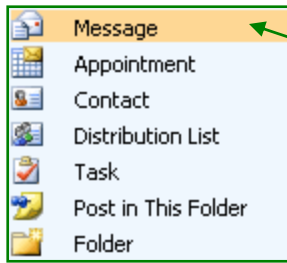 Message
Appointment
Contact
Distribution List
Task
Post in This Folder
Folder